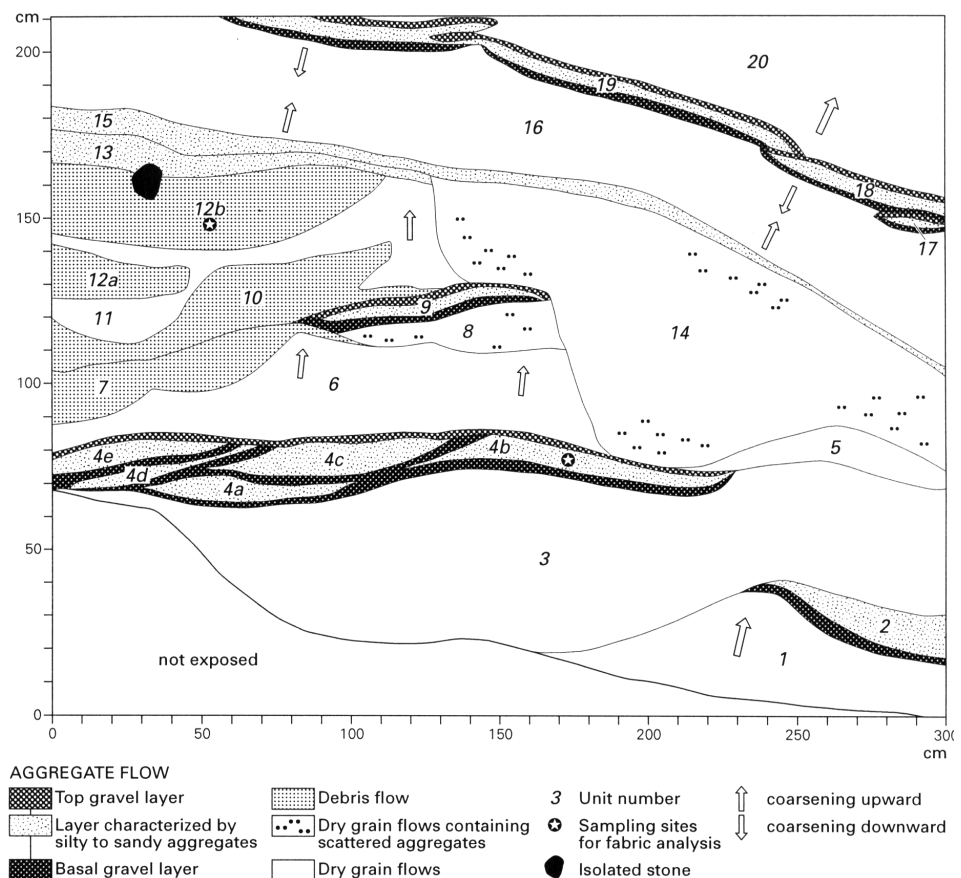 cm
200
150
100
50
0
20
19
16
15
13
18
12b
17
12a
10
11
9
14
8
7
6
4e
4b
4c
5
4d
4a
3
2
not exposed
1
0 50 100 150 200 250 300
cm
AGGREGATE FLOW
Top gravel layer
Layer characterized by
silty to sandy aggregates
Basal gravel layer
Debris flow
Dry grain flows containing
scattered aggregates
Dry grain flows
3 Unit number
Sampling sites
for fabric analysis
Isolated stone
coarsening upward
coarsening downward